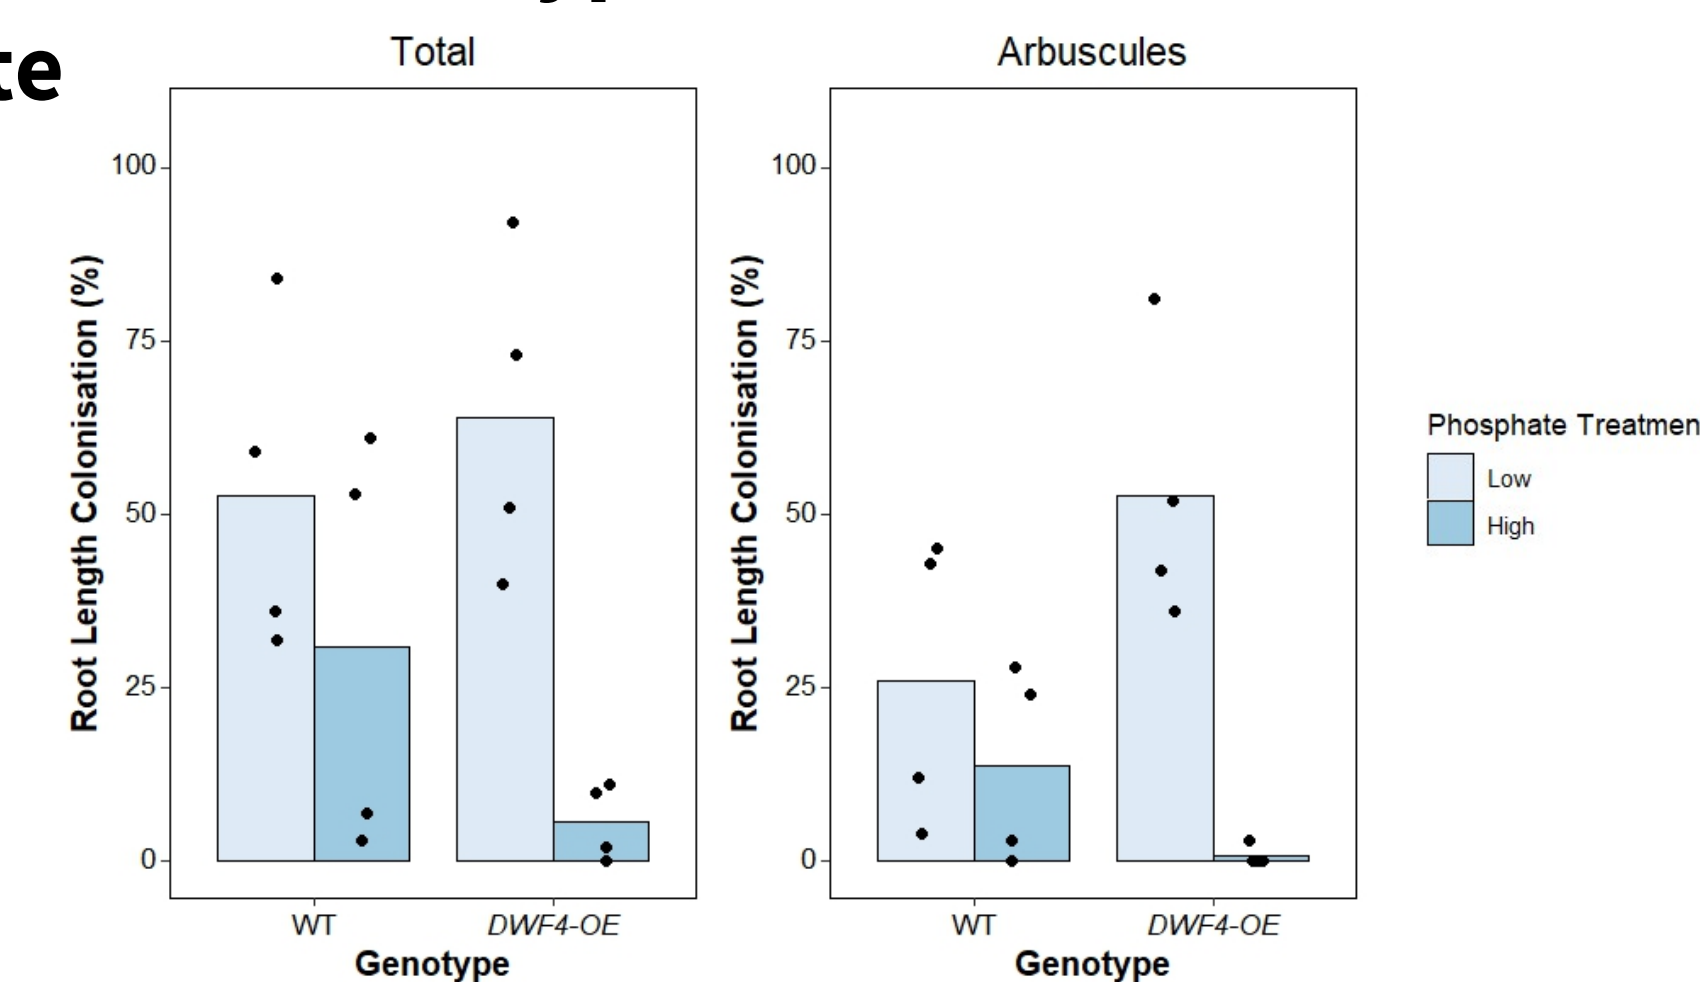 te
Total
Arbuscules
100
75
50
25
0
Root Length Colonisation (%)
WT
DWF4-OE
Genotype
100
75
50
25
0
Root Length Colonisation (%)
WT
DWF4-OE
Genotype
Phosphate Treatmen
Low
High